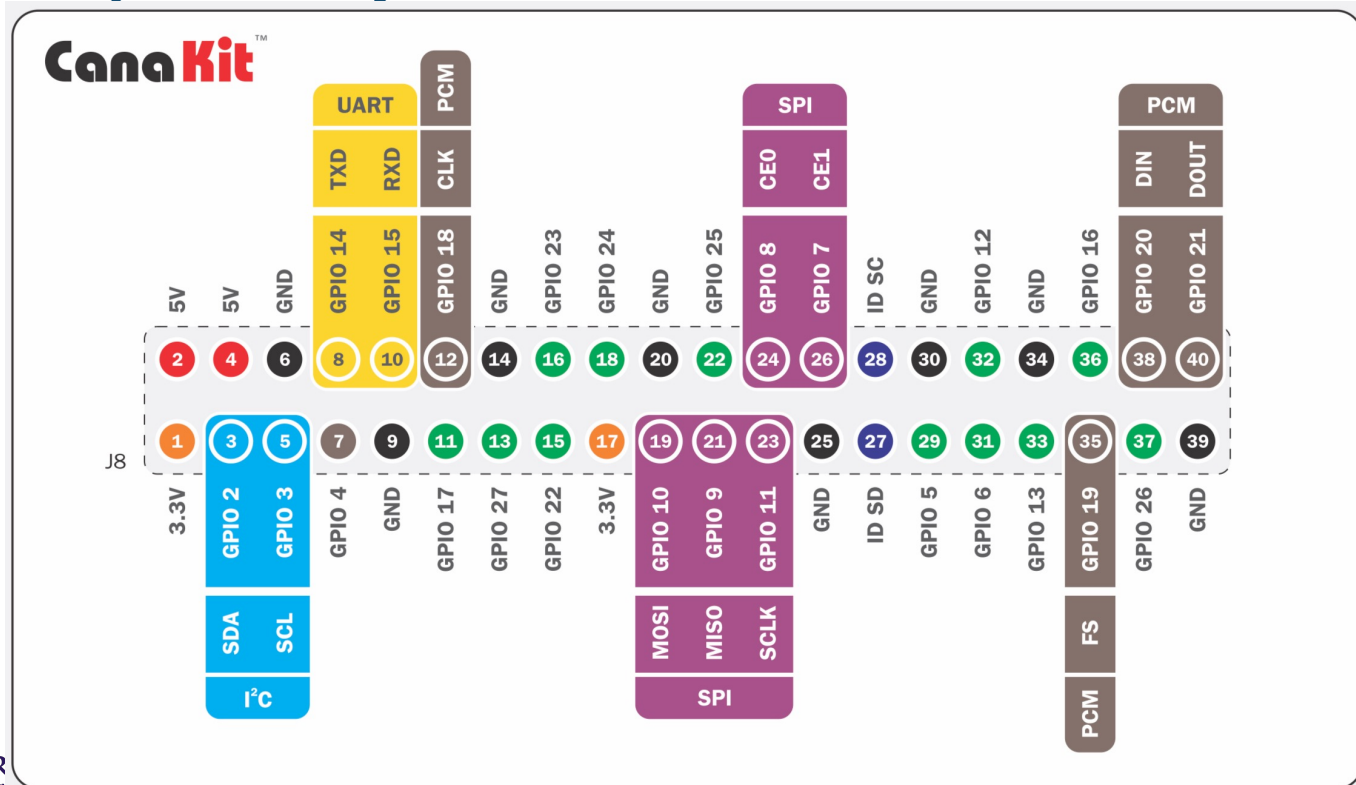 CanaKit™
PCM
UART
SPI
PCM
TXD RXD CLK CE0 CE1 DIN DOUT
5V 5V GND GPIO 14 GPIO 15 GPIO 18 GND GPIO 23 GPIO 24 GND GPIO 25 GPIO 8 GPIO 7 ID SC GND GPIO 12 GND GPIO 16 GPIO 20 GPIO 21
2 4 6 8 10 12 14 16 18 20 22 24 26 28 30 32 34 36 38 40
1 3 5 7 9 11 13 15 17 19 21 23 25 27 29 31 33 35 37 39
J8
3.3V GPIO 2 GPIO 3 GPIO 4 GND GPIO 17 GPIO 27 GPIO 22 3.3V GPIO 10 GPIO 9 GPIO 11 GND ID SD GPIO 5 GPIO 6 GPIO 13 GPIO 19 GPIO 26 GND
SDA SCL MOSI MISO SCLK FS
I²C
SPI
PCM